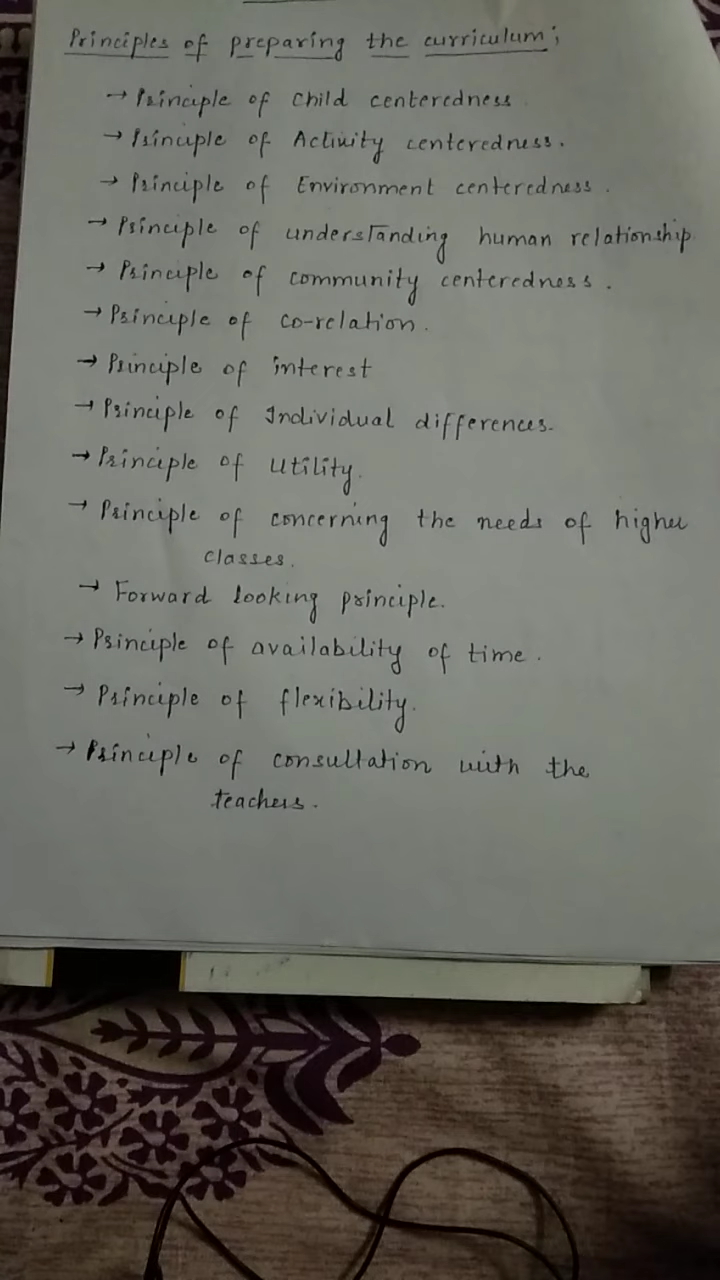 Principles of preparing the curriculum;
→ Principle of child centeredness
→ Principle of Activity centeredness.
→ Principle of Environment centeredness.
→ Principle of understanding human relationship.
→ Principle of community centeredness.
→ Principle of co-relation.
→ Principle of interest
→ Principle of Individual differences.
→ Principle of Utility.
→ Principle of concerning the needs of higher
classes.
→ Forward looking principle.
→ Principle of availability of time.
→ Principle of flexibility.
→ Principle of consultation with the
teachers.